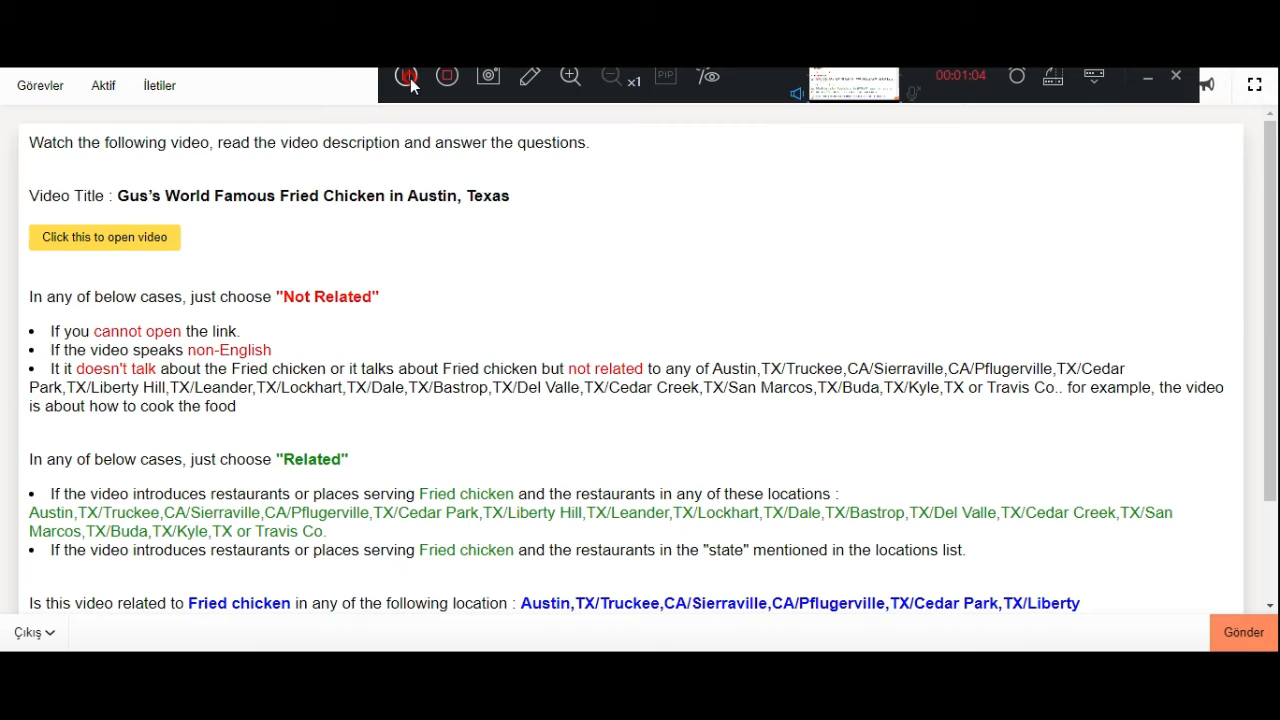 Görevler Aktif İletiler
x1 PIP 00:01:04
Watch the following video, read the video description and answer the questions.
Video Title : Gus’s World Famous Fried Chicken in Austin, Texas
Click this to open video
In any of below cases, just choose "Not Related"
• If you cannot open the link.
• If the video speaks non-English
• It it doesn't talk about the Fried chicken or it talks about Fried chicken but not related to any of Austin,TX/Truckee,CA/Sierraville,CA/Pflugerville,TX/Cedar
Park,TX/Liberty Hill,TX/Leander,TX/Lockhart,TX/Dale,TX/Bastrop,TX/Del Valle,TX/Cedar Creek,TX/San Marcos,TX/Buda,TX/Kyle,TX or Travis Co.. for example, the video
is about how to cook the food
In any of below cases, just choose "Related"
• If the video introduces restaurants or places serving Fried chicken and the restaurants in any of these locations :
Austin,TX/Truckee,CA/Sierraville,CA/Pflugerville,TX/Cedar Park,TX/Liberty Hill,TX/Leander,TX/Lockhart,TX/Dale,TX/Bastrop,TX/Del Valle,TX/Cedar Creek,TX/San
Marcos,TX/Buda,TX/Kyle,TX or Travis Co.
• If the video introduces restaurants or places serving Fried chicken and the restaurants in the "state" mentioned in the locations list.
Is this video related to Fried chicken in any of the following location : Austin,TX/Truckee,CA/Sierraville,CA/Pflugerville,TX/Cedar Park,TX/Liberty
Çıkış Gönder